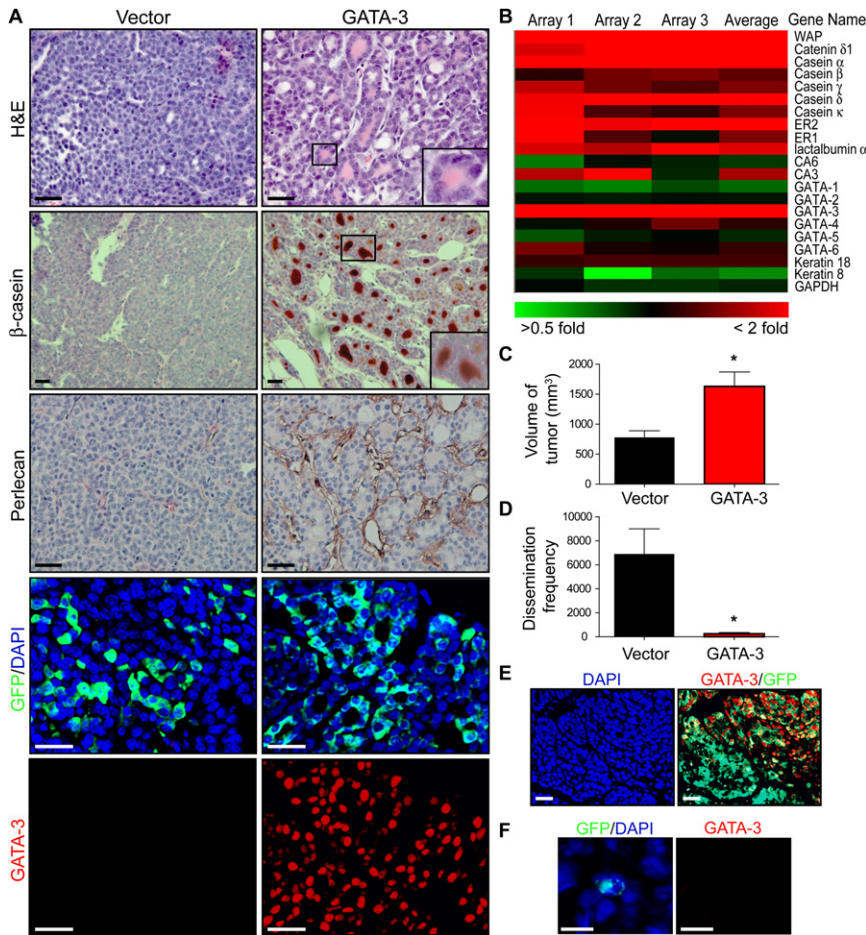 A
Vector
GATA-3
H&E
β-casein
Perlecan
GFP/DAPI
GATA-3
B
Array 1 Array 2 Array 3 Average Gene Name
WAP
Catenin δ1
Casein α
Casein β
Casein γ
Casein δ
Casein κ
ER2
ER1
lactalbumin α
CA6
CA3
GATA-1
GATA-2
GATA-3
GATA-4
GATA-5
GATA-6
Keratin 18
Keratin 8
GAPDH
>0.5 fold
< 2 fold
C
Volume of
tumor (mm³)
2000
1500
1000
500
0
*
Vector
GATA-3
D
Dissemination
frequency
10000
8000
6000
4000
2000
0
*
Vector
GATA-3
E
DAPI
GATA-3/GFP
F
GFP/DAPI
GATA-3